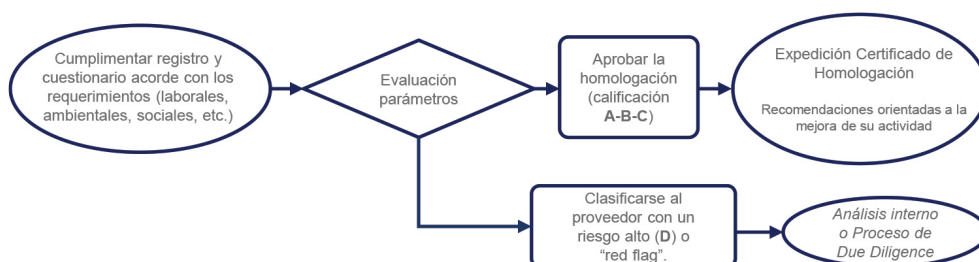 Cumplimentar registro y
cuestionario acorde con los
requerimientos (laborales,
ambientales, sociales, etc.)
Evaluación
parámetros
Aprobar la
homologación
(calificación
A-B-C)
Expedición Certificado de
Homologación
Recomendaciones orientadas a la
mejora de su actividad
Clasificarse al
proveedor con un
riesgo alto (D) o
“red flag”.
Análisis interno
o Proceso de
Due Diligence